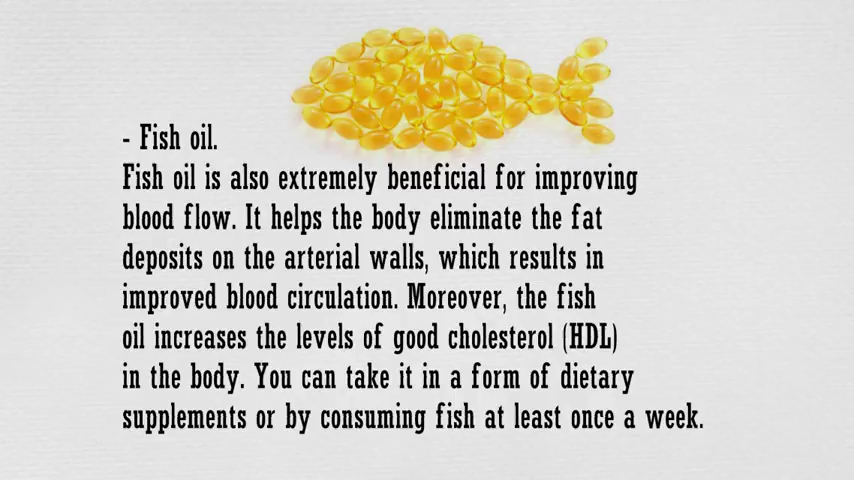 - Fish oil.
Fish oil is also extremely beneficial for improving
blood flow. It helps the body eliminate the fat
deposits on the arterial walls, which results in
improved blood circulation. Moreover, the fish
oil increases the levels of good cholesterol (HDL)
in the body. You can take it in a form of dietary
supplements or by consuming fish at least once a week.